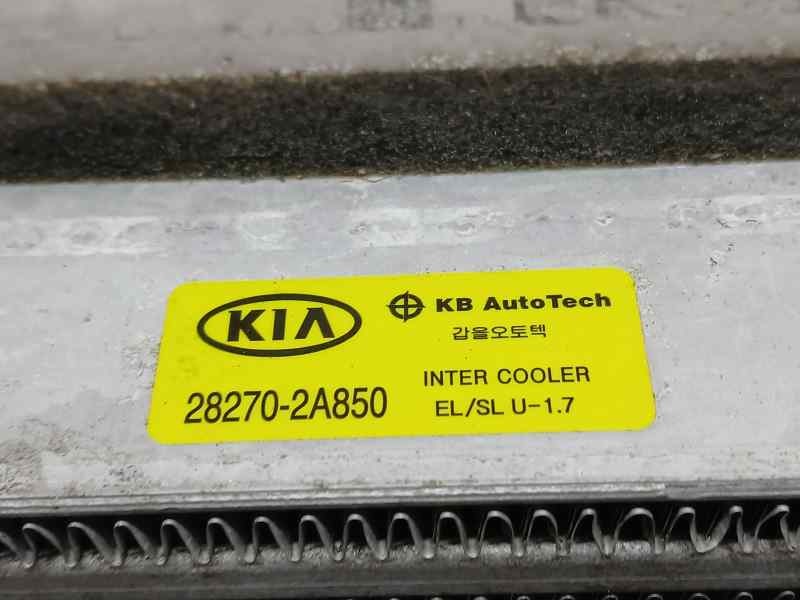 KIA
KB AutoTech
갑을오토텍
28270-2A850
INTER COOLER
EL/SL U-1.7